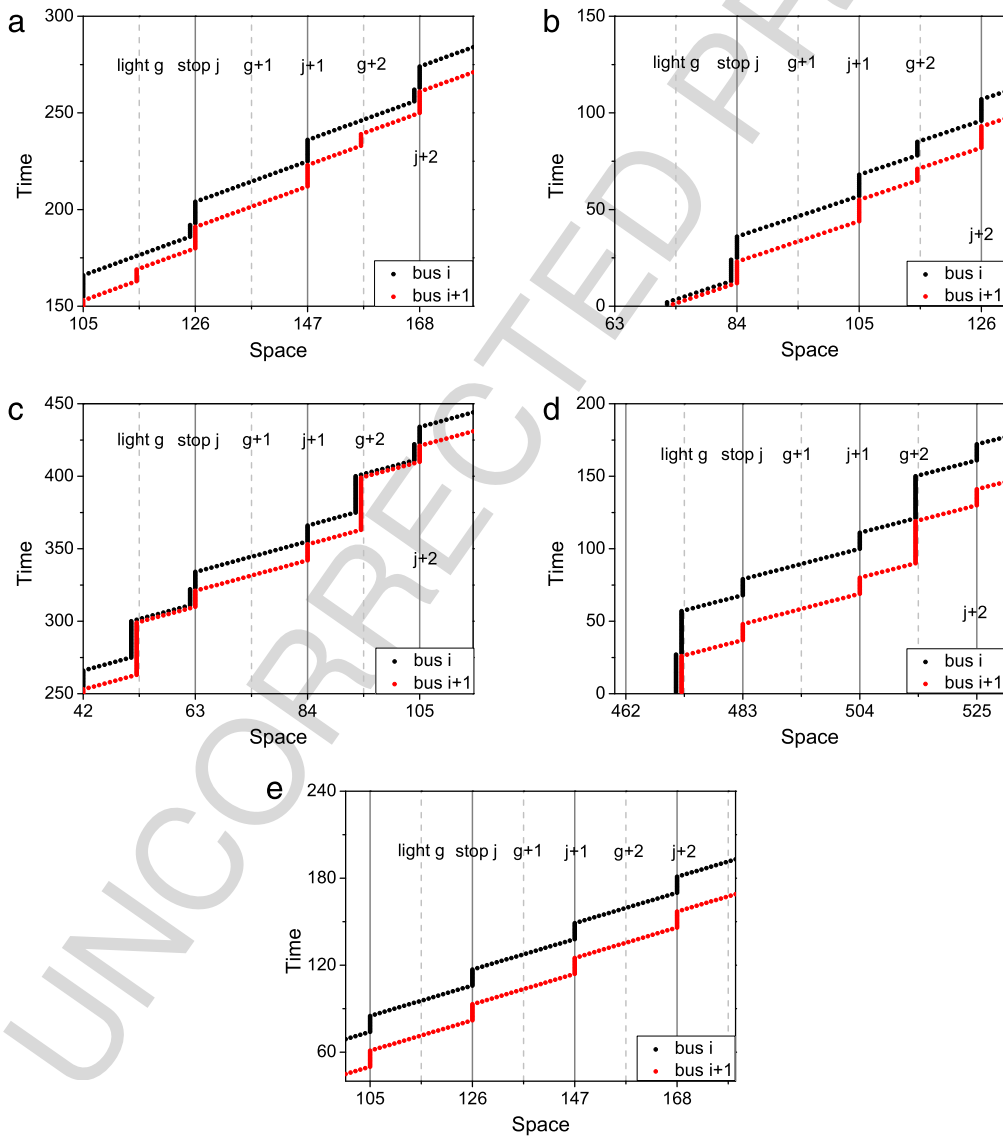 a
300
250
200
150
Time
light g stop j g+1 j+1 g+2
j+2
bus i
bus i+1
105 126 147 168
Space
b
150
100
50
0
Time
light g stop j g+1 j+1 g+2
j+2
bus i
bus i+1
63 84 105 126
Space
c
450
400
350
300
250
Time
light g stop j g+1 j+1 g+2
j+2
bus i
bus i+1
42 63 84 105
Space
d
200
150
100
50
0
Time
light g stop j g+1 j+1 g+2
j+2
bus i
bus i+1
462 483 504 525
Space
e
240
180
120
60
Time
light g stop j g+1 j+1 g+2 j+2
bus i
bus i+1
105 126 147 168
Space
UNCORRECTED